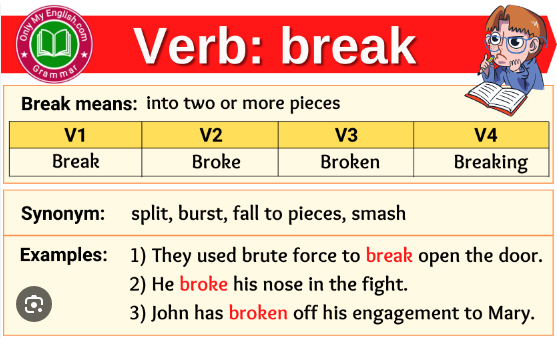 Only My English.com
Grammar
Verb: break
Break means: into two or more pieces
V1 V2 V3 V4
Break Broke Broken Breaking
Synonym: split, burst, fall to pieces, smash
Examples: 1) They used brute force to break open the door.
2) He broke his nose in the fight.
3) John has broken off his engagement to Mary.